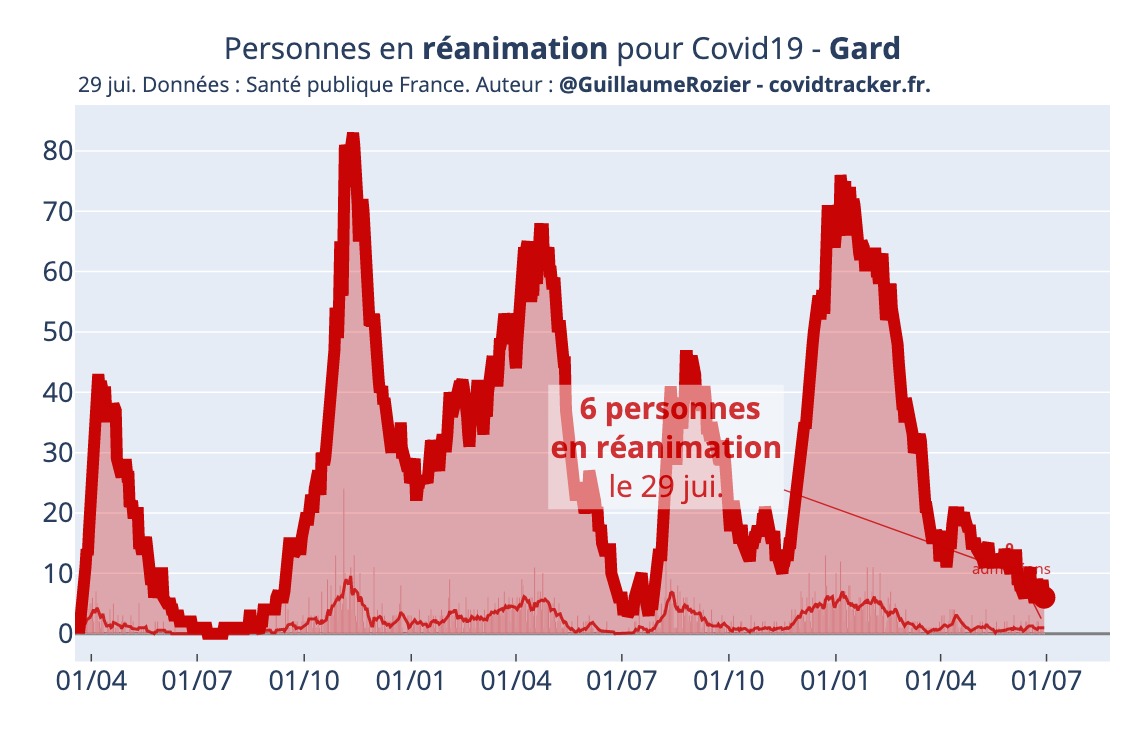 Personnes en réanimation pour Covid19 - Gard
29 jui. Données : Santé publique France. Auteur : @GuillaumeRozier - covidtracker.fr.
80
70
60
50
40
30
20
10
0
6 personnes
en réanimation
le 29 jui.
01/04 01/07 01/10 01/01 01/04 01/07 01/10 01/01 01/04 01/07